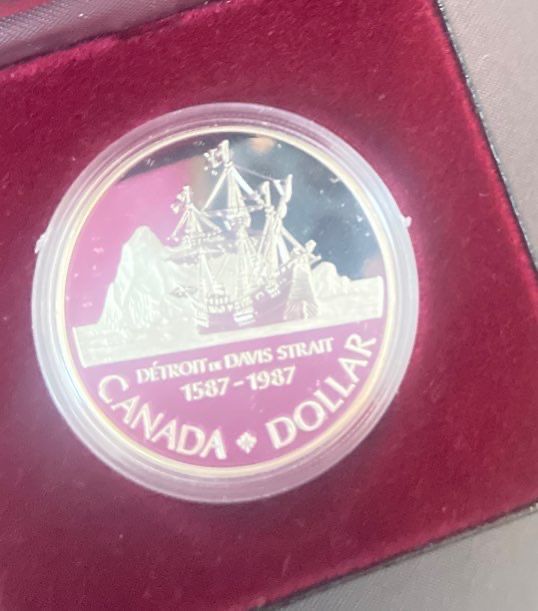 DÉTROIT DE DAVIS STRAIT
1587-1987
CANADA DOLLAR